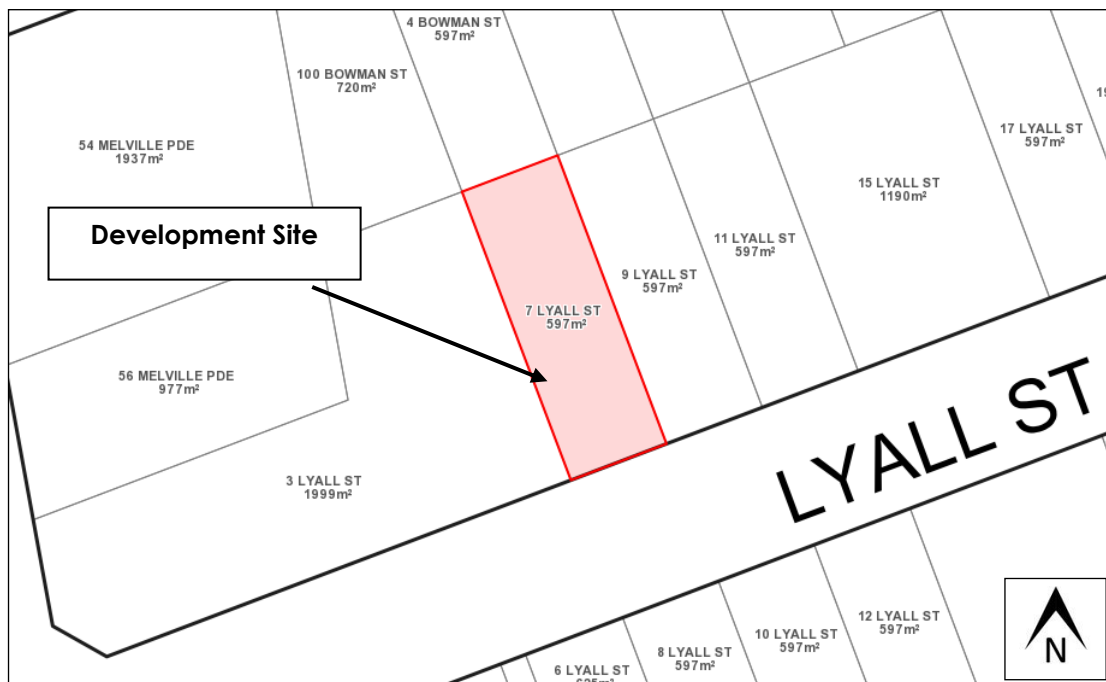 4 BOWMAN ST
597m²
100 BOWMAN ST
720m²
54 MELVILLE PDE
1937m²
17 LYALL ST
597m²
15 LYALL ST
1190m²
Development Site
11 LYALL ST
597m²
9 LYALL ST
597m²
7 LYALL ST
597m²
56 MELVILLE PDE
977m²
3 LYALL ST
1999m²
LYALL ST
12 LYALL ST
597m²
10 LYALL ST
597m²
8 LYALL ST
597m²
6 LYALL ST
N